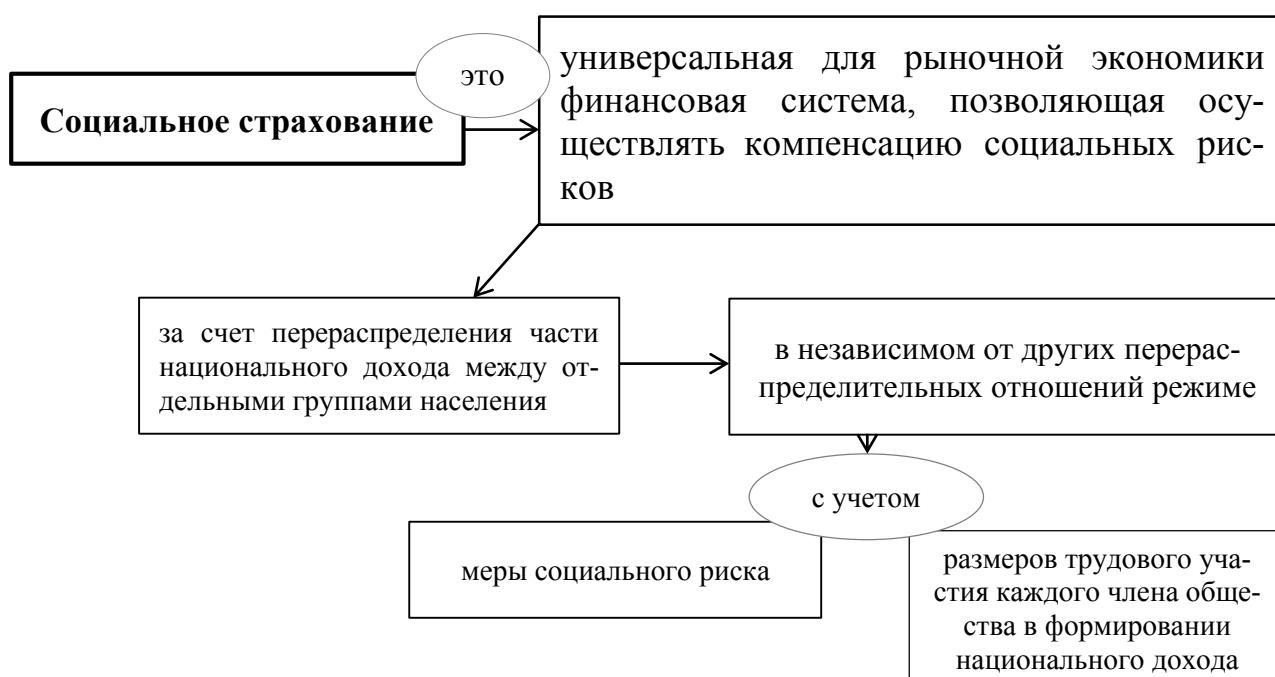 Социальное страхование
это
универсальная для рыночной экономики
финансовая система, позволяющая осу-
ществлять компенсацию социальных рис-
ков
за счет перераспределения части
национального дохода между от-
дельными группами населения
в независимом от других перерас-
пределительных отношений режиме
с учетом
меры социального риска
размеров трудового уча-
стия каждого члена обще-
ства в формировании
национального дохода